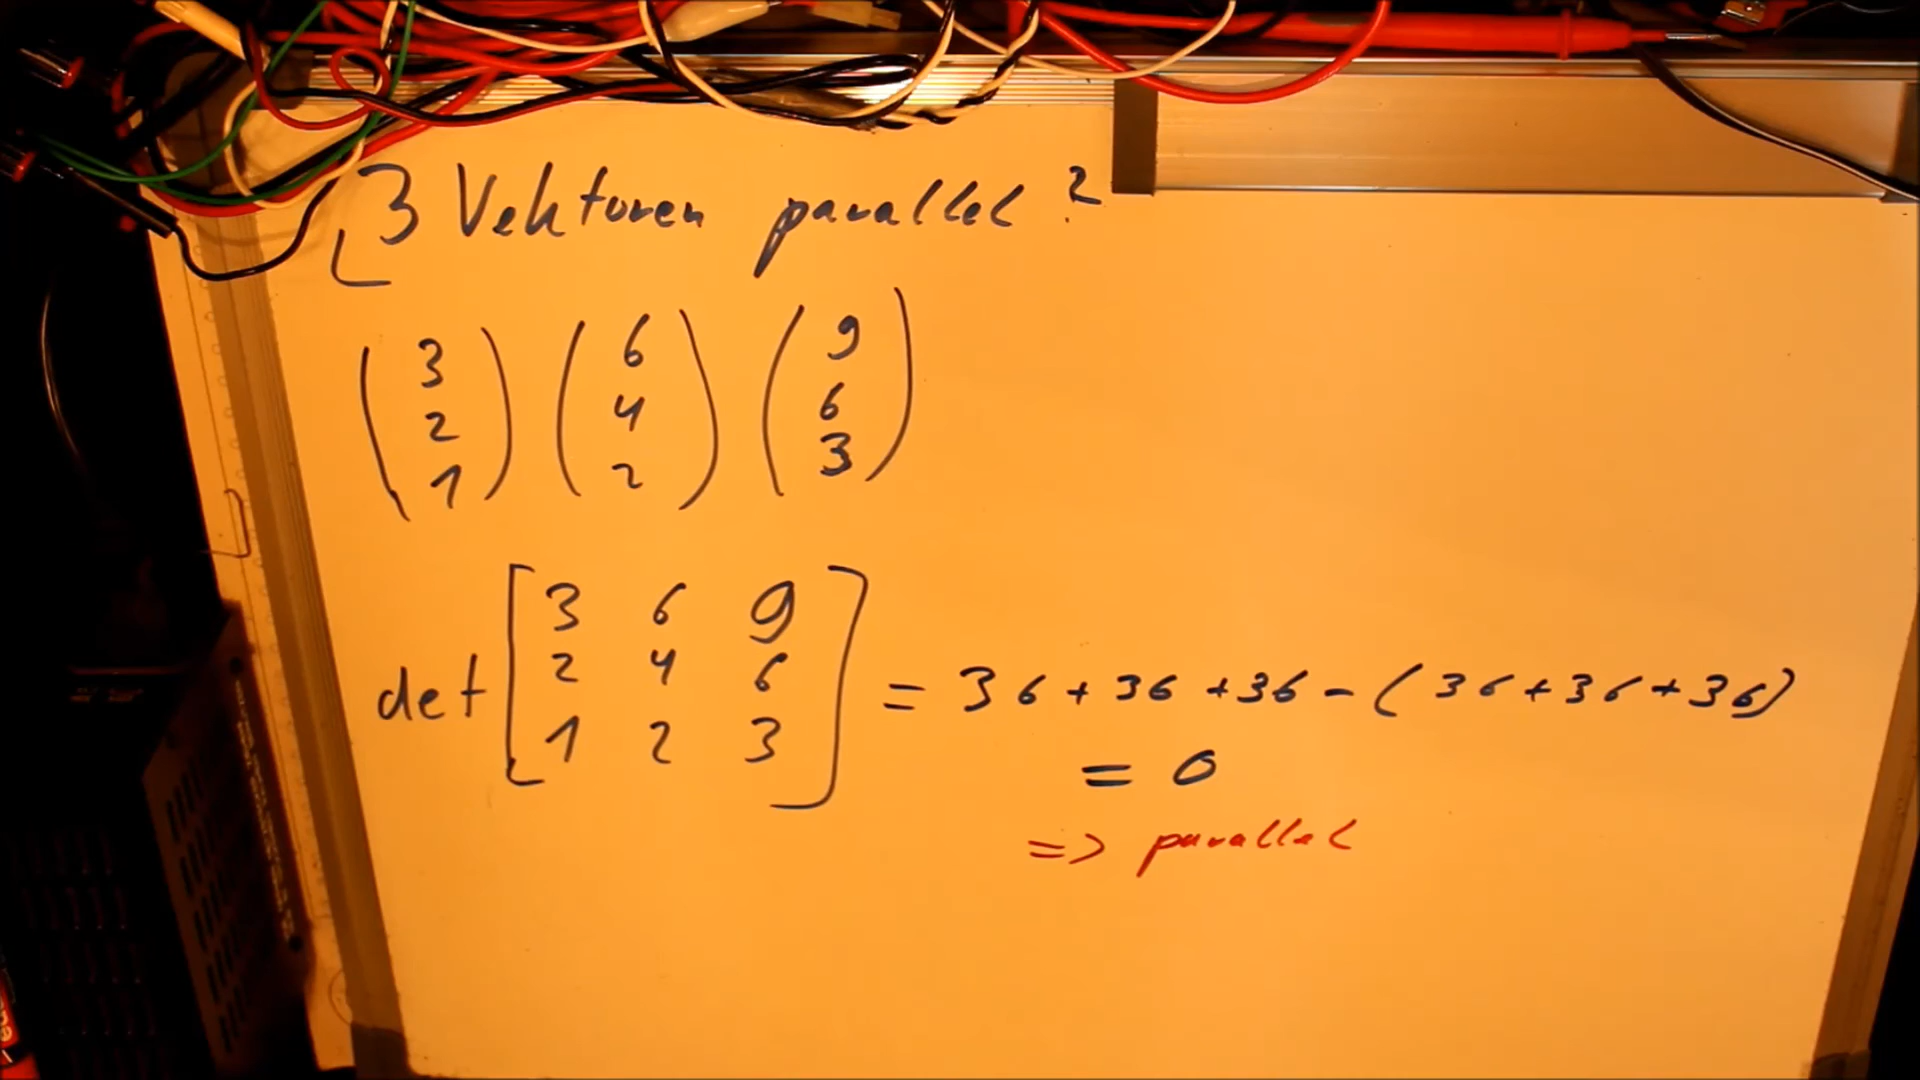 3 Vektoren parallel?
(3 2 1) (6 4 2) (9 6 3)
det [3 6 9
2 4 6
1 2 3] = 36 + 36 + 36 - (36 + 36 + 36)
= 0
=> parallel